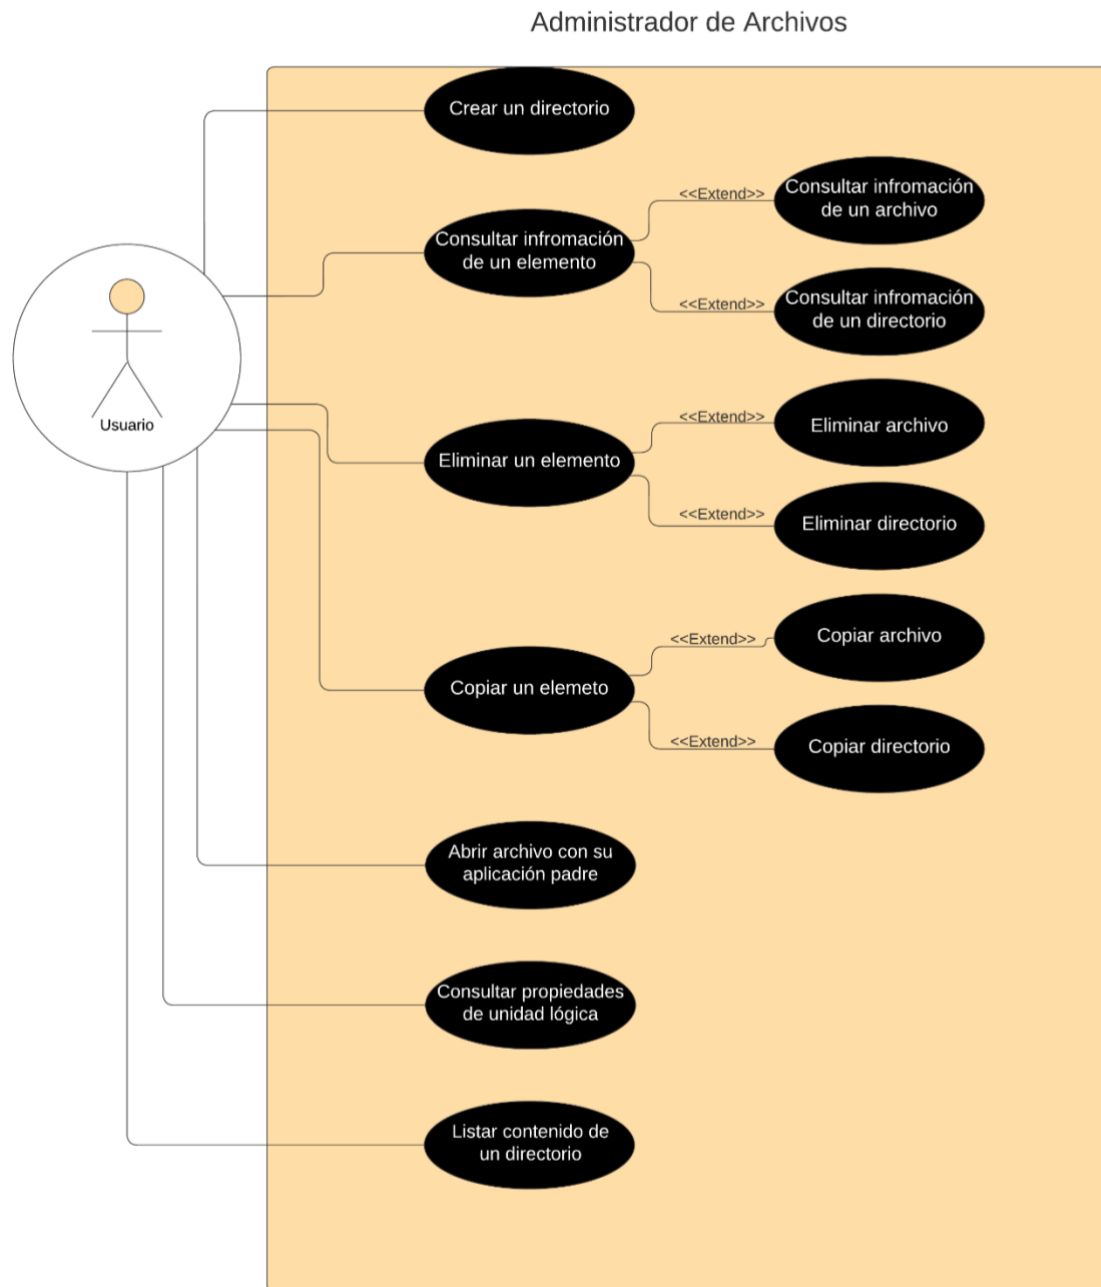 Administrador de Archivos
Crear un directorio
Consultar infromación
de un elemento
<<Extend>>
Consultar infromación
de un archivo
<<Extend>>
Consultar infromación
de un directorio
Usuario
Eliminar un elemento
<<Extend>>
Eliminar archivo
<<Extend>>
Eliminar directorio
Copiar un elemeto
<<Extend>>
Copiar archivo
<<Extend>>
Copiar directorio
Abrir archivo con su
aplicación padre
Consultar propiedades
de unidad lógica
Listar contenido de
un directorio